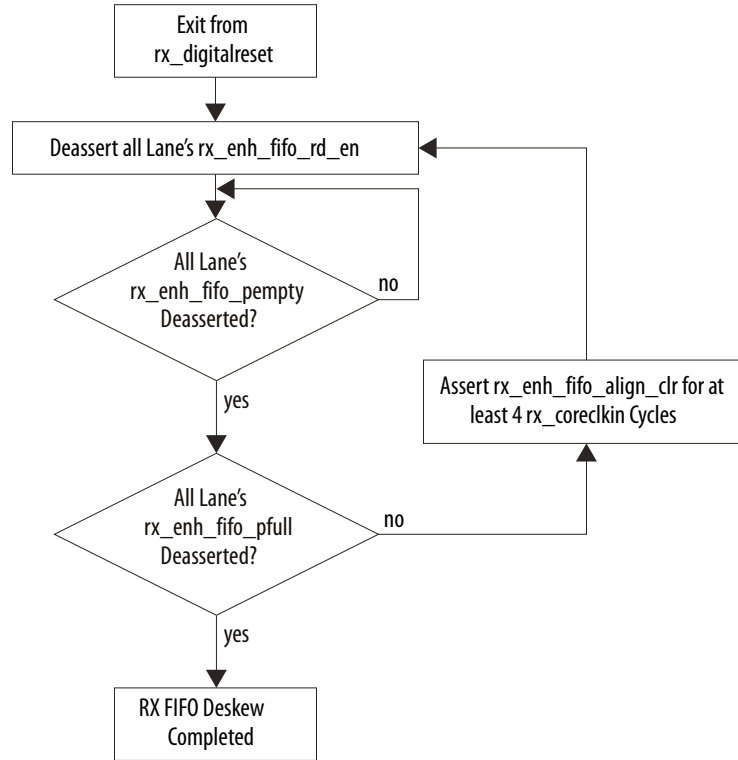 Exit from
rx_digitalreset
Deassert all Lane's rx_enh_fifo_rd_en
All Lane's
rx_enh_fifo_pempty
Deasserted?
no
yes
Assert rx_enh_fifo_align_clr for at
least 4 rx_coreclkin Cycles
All Lane's
rx_enh_fifo_pfull
Deasserted?
no
yes
RX FIFO Deskew
Completed